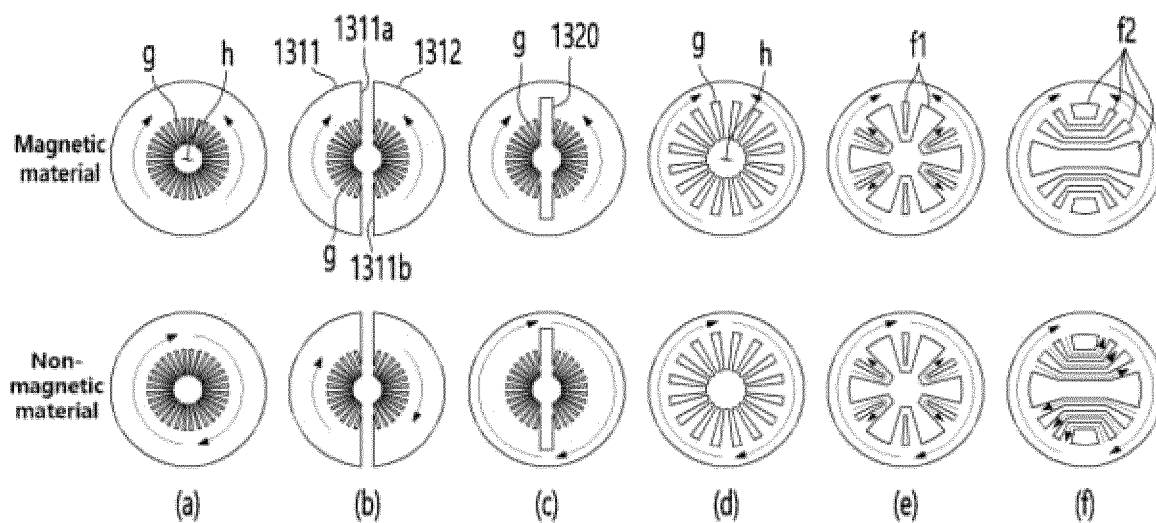 1311a
1311
1312
g
1320
f1
f2
g
h
g
h
Magnetic
material
g
1311b
Non-
magnetic
material
(a)
(b)
(c)
(d)
(e)
(f)